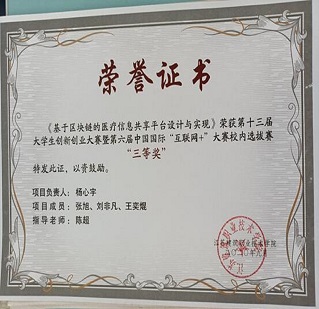 荣誉证书
《基于区块链的医疗信息共享平台设计与实现》荣获第十三届
大学生创新创业大赛暨第六届中国国际“互联网+”大赛校内选拔赛
“三等奖”
特发此证，以资鼓励。
项目负责人：杨心宇
项目成员：张旭、刘非凡、王奕焜
指导老师：陈超